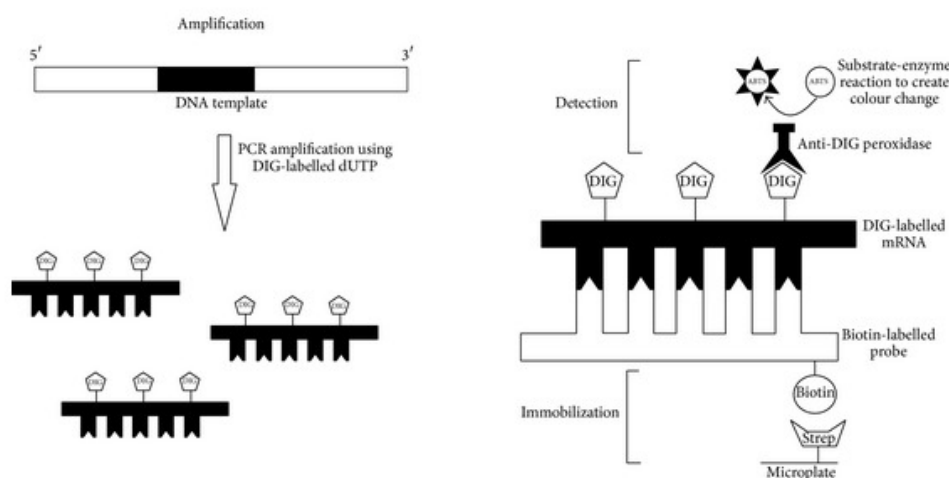 Amplification
5′ 3′
DNA template
PCR amplification using
DIG-labelled dUTP
DIG DIG DIG
DIG DIG DIG
DIG DIG DIG
Detection
ABTS ABTS
Substrate-enzyme
reaction to create
colour change
Anti-DIG peroxidase
DIG DIG DIG
DIG-labelled
mRNA
Biotin-labelled
probe
Immobilization
Biotin
Strep
Microplate